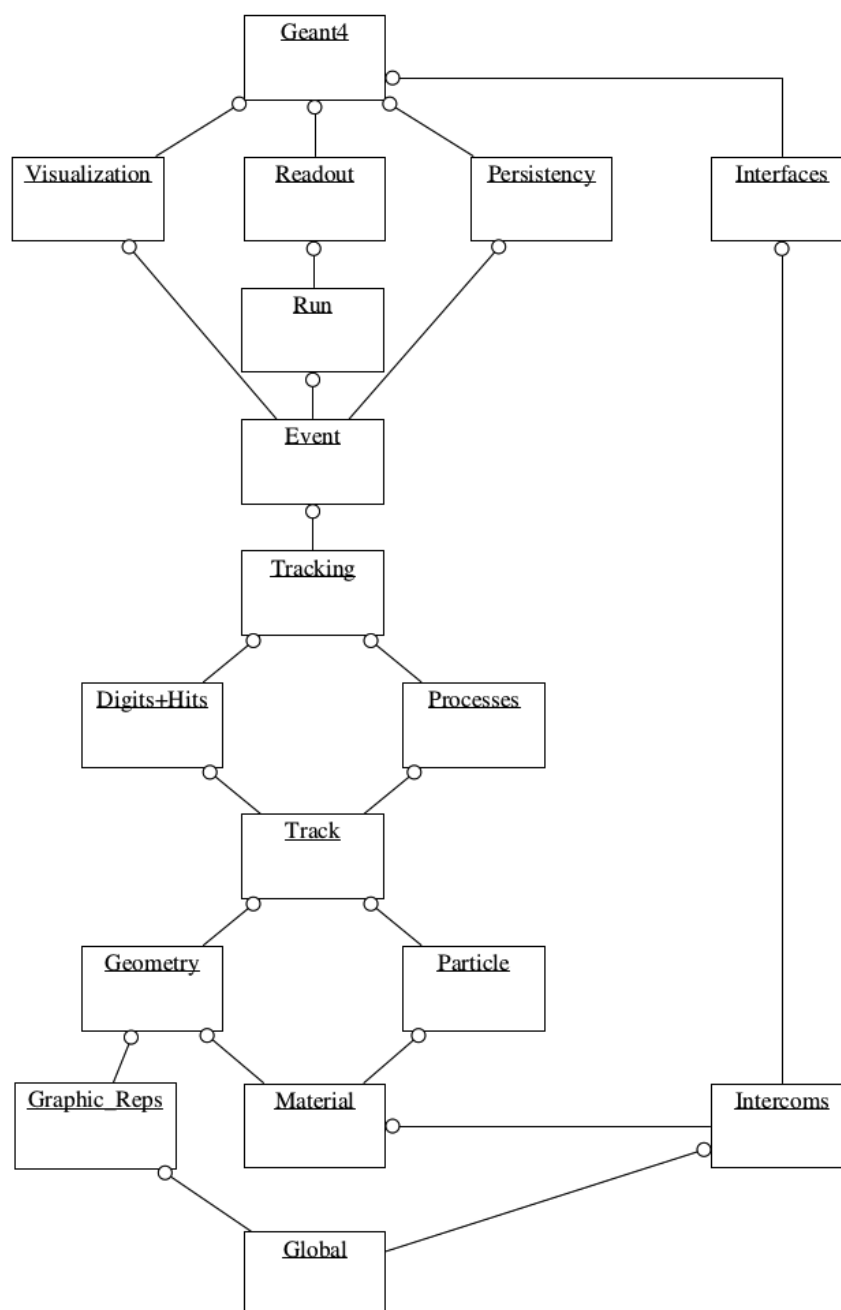 Geant4
Visualization
Readout
Persistency
Interfaces
Run
Event
Tracking
Digits+Hits
Processes
Track
Geometry
Particle
Graphic_Reps
Material
Intercoms
Global